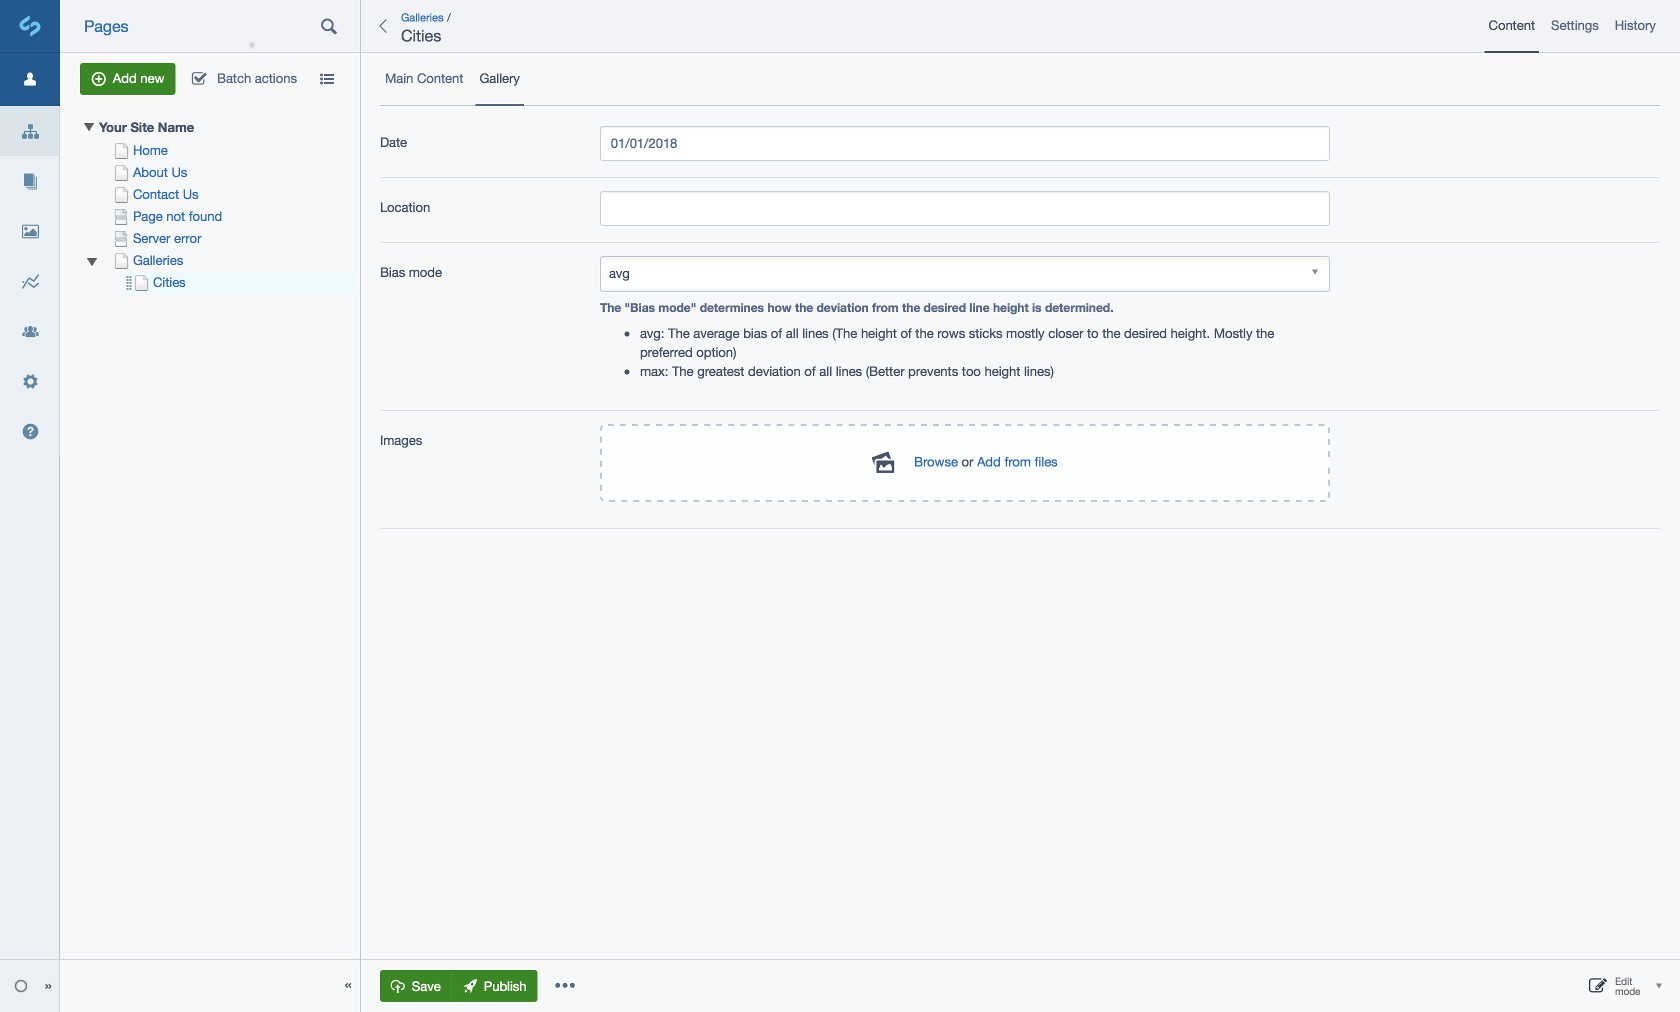 Pages
Galleries /
Cities
Content Settings History
Add new
Batch actions
Main Content Gallery
Your Site Name
Home
About Us
Contact Us
Page not found
Server error
Galleries
Cities
Date
01/01/2018
Location
Bias mode
avg
The "Bias mode" determines how the deviation from the desired line height is determined.
avg: The average bias of all lines (The height of the rows sticks mostly closer to the desired height. Mostly the
preferred option)
max: The greatest deviation of all lines (Better prevents too height lines)
Images
Browse or Add from files
Save
Publish
Edit
mode